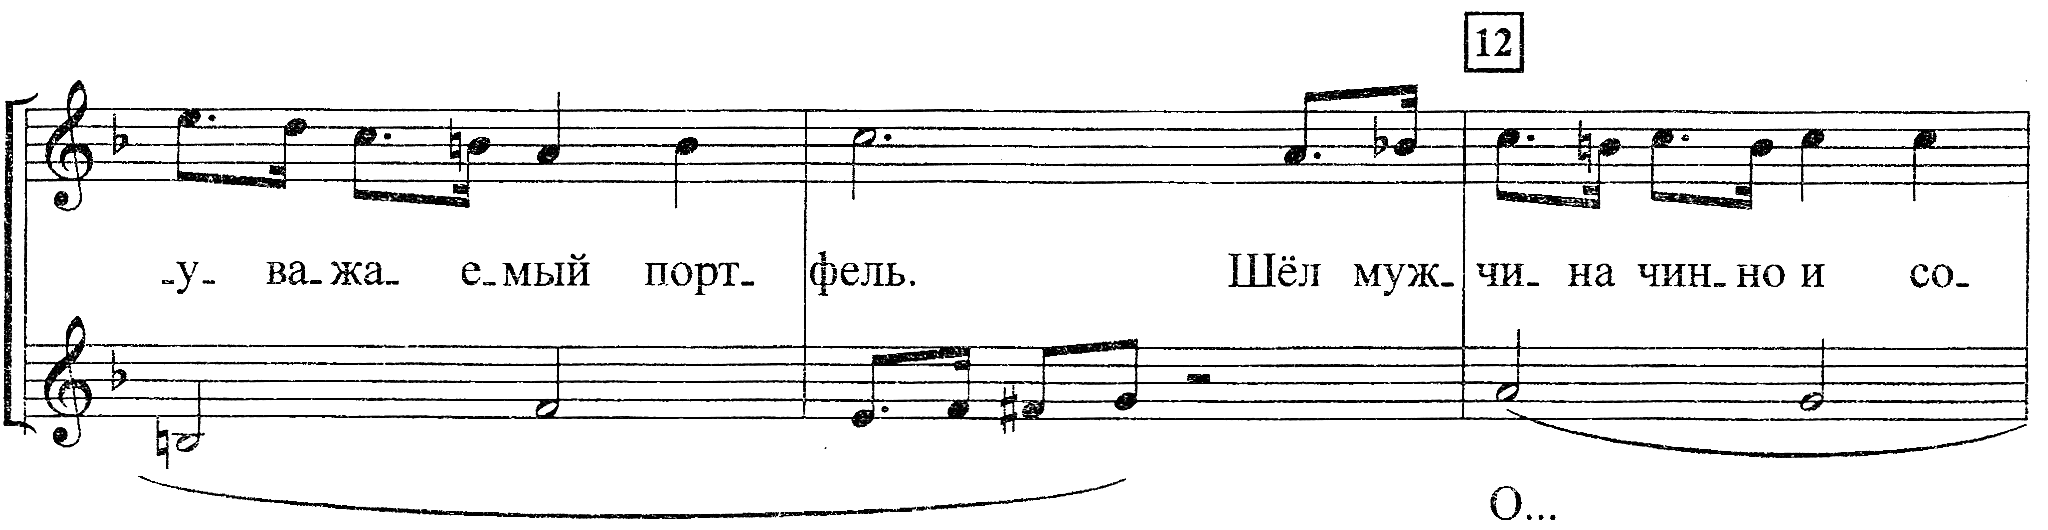 12
-у- ва-жа- е-мый порт- фель. Шёл муж- чи- на чин- но и со-
О...